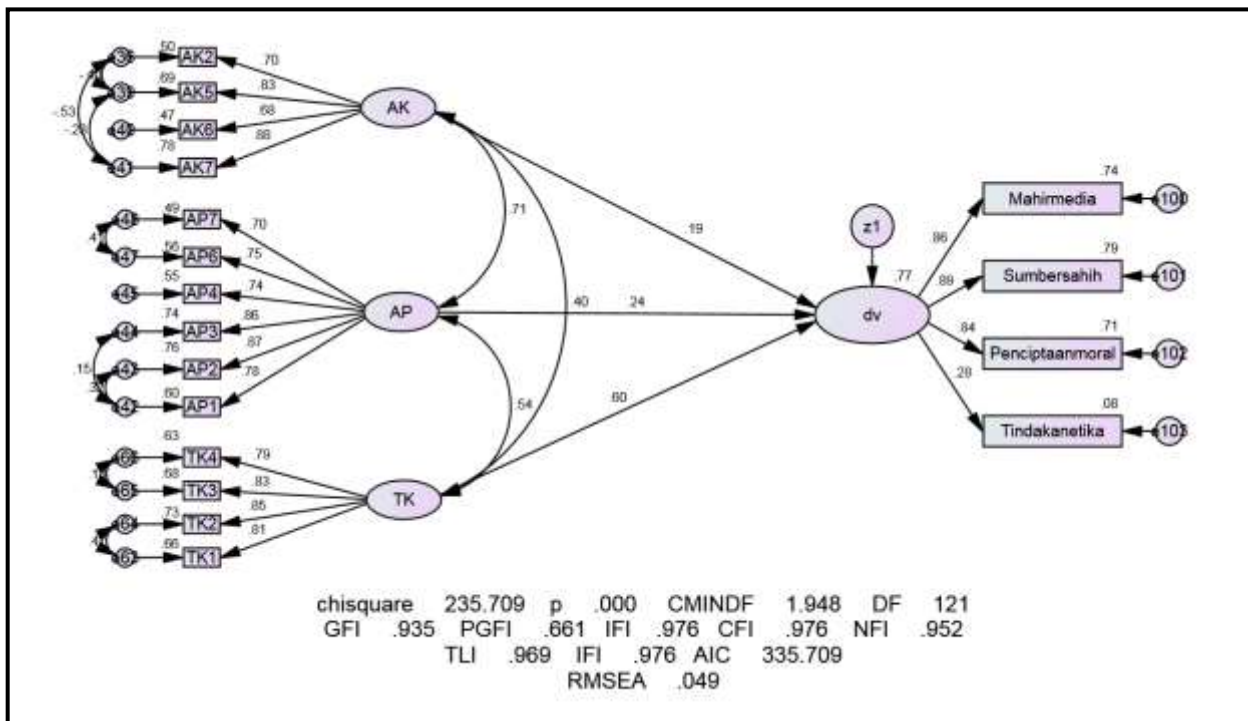 .50
AK2
.70
.69
AK5
.83
AK
-.53
.47
AK6
.68
.78
AK7
.88
.71
.74
Mahirmedia
100
.49
AP7
.70
.19
z1
.86
.56
AP6
.75
.79
Sumbersahih
101
.55
AP4
.74
.77
.89
AP
.40
.24
dv
.74
AP3
.86
.84
.71
Penciptaanmoral
102
.76
AP2
.87
.15
.28
.60
AP1
.78
.54
.60
.08
Tindakanetika
103
.63
TK4
.79
.68
TK3
.83
TK
.73
TK2
.85
.66
TK1
.81
chisquare 235.709 p .000 CMINDF 1.948 DF 121
GFI .935 PGFI .661 IFI .976 CFI .976 NFI .952
TLI .969 IFI .976 AIC 335.709
RMSEA .049